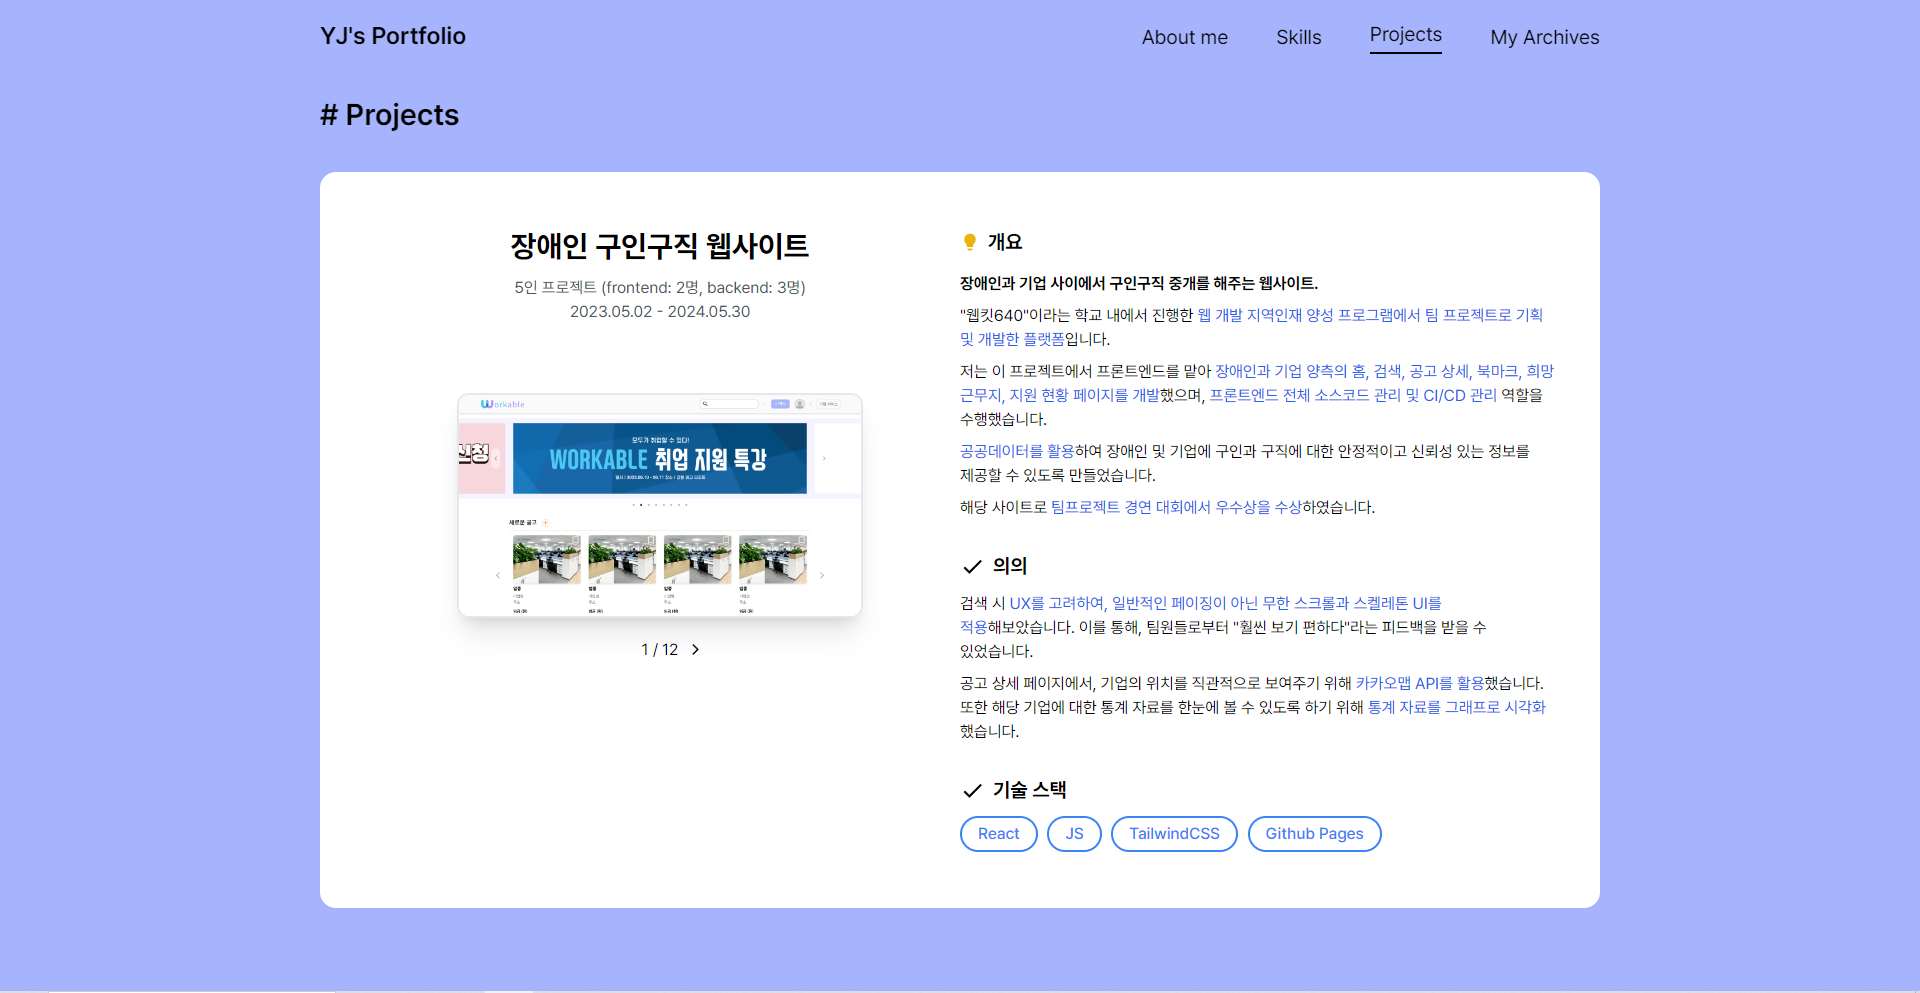 YJ's Portfolio
About me
Skills
Projects
My Archives
# Projects
장애인 구인구직 웹사이트
5인 프로젝트 (frontend: 2명, backend: 3명)
2023.05.02 - 2024.05.30
Workable
신청
모두가 취업할 수 있다!
WORKABLE 취업 지원 특강
새로운 공고
업종
업종
업종
업종
1 / 12
개요
장애인과 기업 사이에서 구인구직 중개를 해주는 웹사이트.
"웹킷640"이라는 학교 내에서 진행한 웹 개발 지역인재 양성 프로그램에서 팀 프로젝트로 기획
및 개발한 플랫폼입니다.
저는 이 프로젝트에서 프론트엔드를 맡아 장애인과 기업 양측의 홈, 검색, 공고 상세, 북마크, 희망
근무지, 지원 현황 페이지를 개발했으며, 프론트엔드 전체 소스코드 관리 및 CI/CD 관리 역할을
수행했습니다.
공공데이터를 활용하여 장애인 및 기업에 구인과 구직에 대한 안정적이고 신뢰성 있는 정보를
제공할 수 있도록 만들었습니다.
해당 사이트로 팀프로젝트 경연 대회에서 우수상을 수상하였습니다.
의의
검색 시 UX를 고려하여, 일반적인 페이징이 아닌 무한 스크롤과 스켈레톤 UI를
적용해보았습니다. 이를 통해, 팀원들로부터 "훨씬 보기 편하다"라는 피드백을 받을 수
있었습니다.
공고 상세 페이지에서, 기업의 위치를 직관적으로 보여주기 위해 카카오맵 API를 활용했습니다.
또한 해당 기업에 대한 통계 자료를 한눈에 볼 수 있도록 하기 위해 통계 자료를 그래프로 시각화
했습니다.
기술 스택
React
JS
TailwindCSS
Github Pages